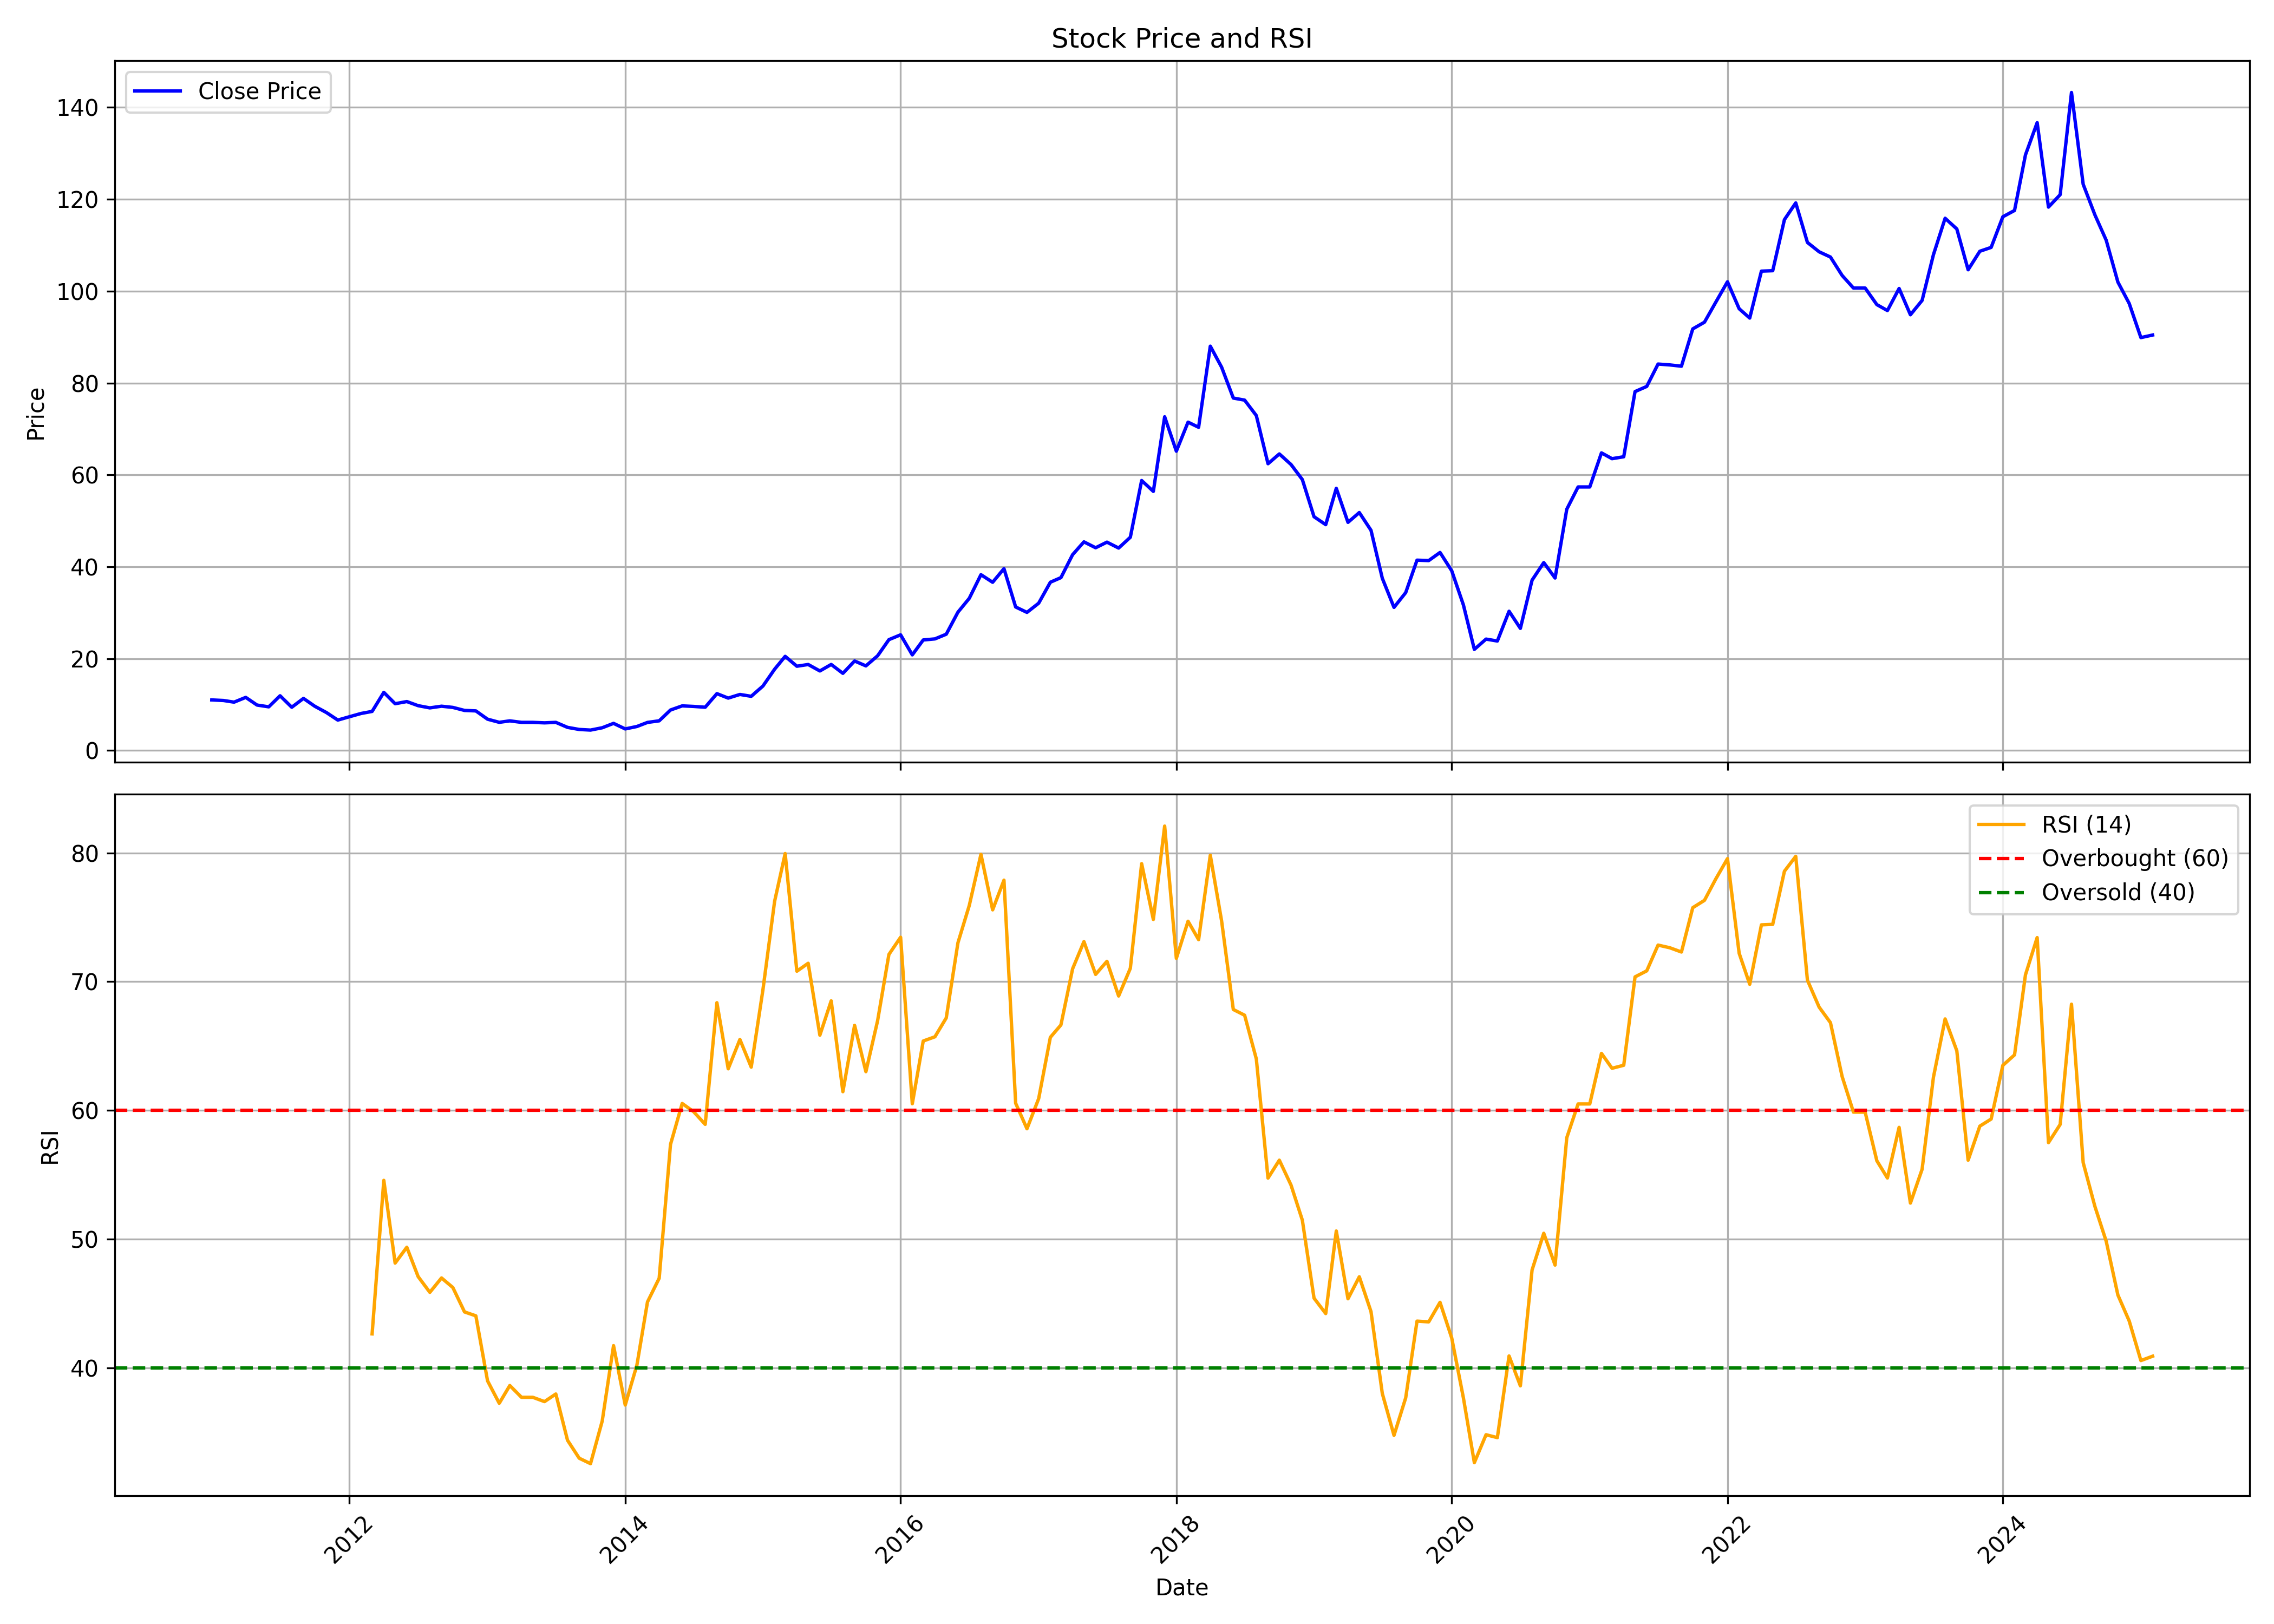 Stock Price and RSI
Close Price
140
120
100
80
60
40
20
0
Price
RSI (14)
Overbought (60)
Oversold (40)
80
70
60
50
40
RSI
2012
2014
2016
2018
2020
2022
2024
Date